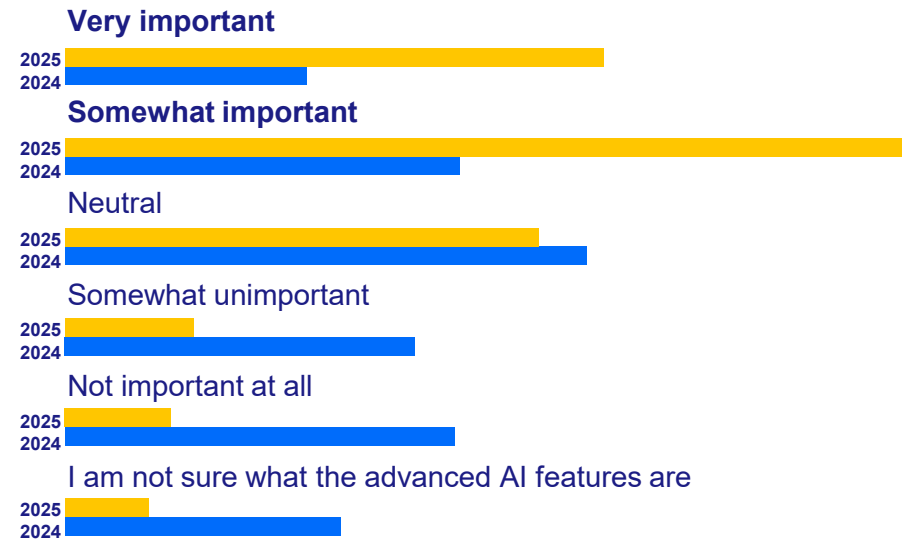 Very important
2025
2024
Somewhat important
2025
2024
Neutral
2025
2024
Somewhat unimportant
2025
2024
Not important at all
2025
2024
I am not sure what the advanced AI features are
2025
2024